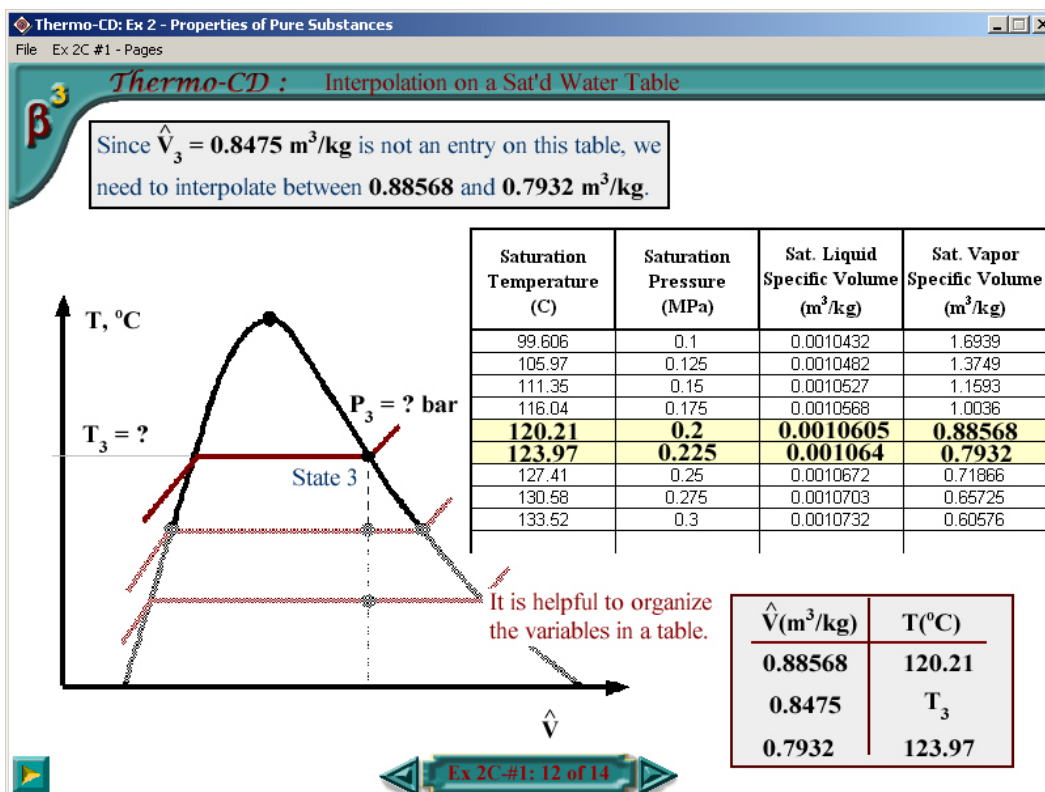 Thermo-CD: Ex 2 - Properties of Pure Substances
File Ex 2C #1 - Pages
β³
Thermo-CD : Interpolation on a Sat'd Water Table
Since V̂₃ = 0.8475 m³/kg is not an entry on this table, we
need to interpolate between 0.88568 and 0.7932 m³/kg.
T, ºC
P₃ = ? bar
T₃ = ?
State 3
V̂
Saturation Temperature (C) Saturation Pressure (MPa) Sat. Liquid Specific Volume (m³/kg) Sat. Vapor Specific Volume (m³/kg)
99.606 0.1 0.0010432 1.6939
105.97 0.125 0.0010482 1.3749
111.35 0.15 0.0010527 1.1593
116.04 0.175 0.0010568 1.0036
120.21 0.2 0.0010605 0.88568
123.97 0.225 0.001064 0.7932
127.41 0.25 0.0010672 0.71866
130.58 0.275 0.0010703 0.65725
133.52 0.3 0.0010732 0.60576
It is helpful to organize
the variables in a table.
V̂(m³/kg) T(ºC)
0.88568 120.21
0.8475 T₃
0.7932 123.97
Ex 2C-#1: 12 of 14